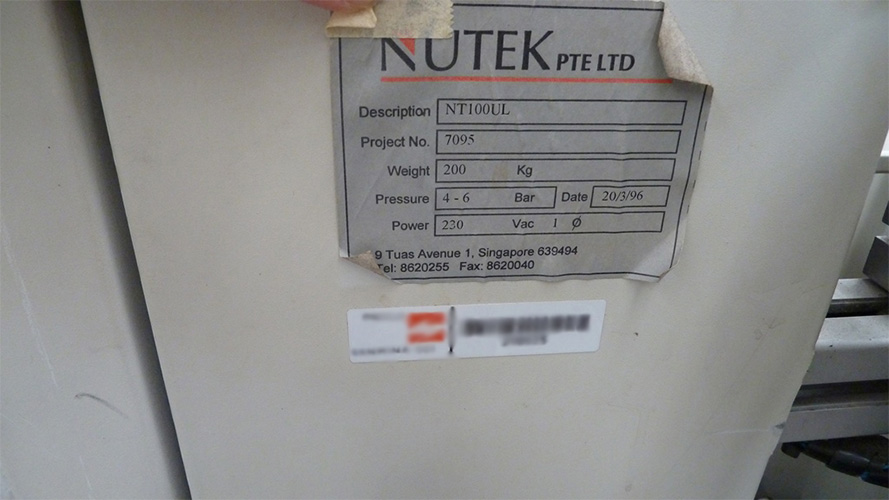 NUTEK PTE LTD
Description NT100UL
Project No. 7095
Weight 200 Kg
Pressure 4 - 6 Bar Date 20/3/96
Power 230 Vac 1 Ø
9 Tuas Avenue 1, Singapore 639494
Tel: 8620255 Fax: 8620040